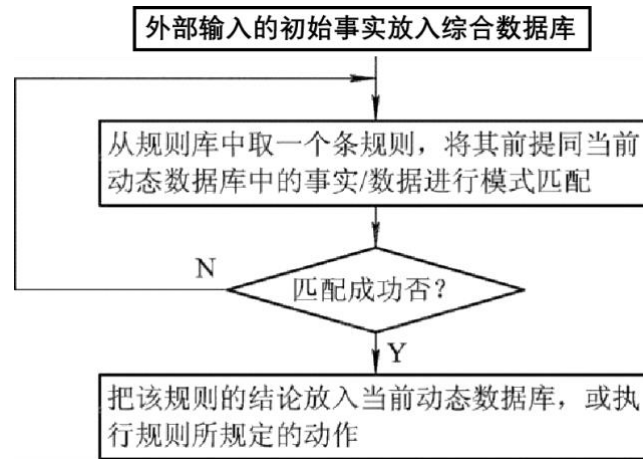 外部输入的初始事实放入综合数据库
从规则库中取一个条规则，将其前提同当前
动态数据库中的事实/数据进行模式匹配
N
匹配成功否？
Y
把该规则的结论放入当前动态数据库，或执
行规则所规定的动作